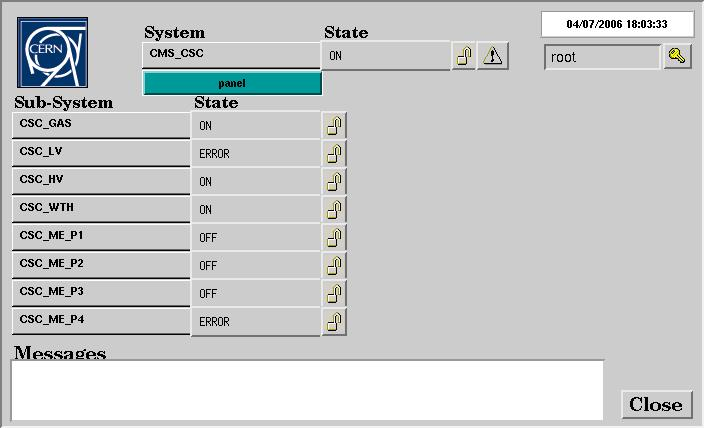 04/07/2006 18:03:33
CERN
System State
CMS_CSC ON root
panel
Sub-System State
CSC_GAS ON
CSC_LV ERROR
CSC_HV ON
CSC_WTH ON
CSC_ME_P1 OFF
CSC_ME_P2 OFF
CSC_ME_P3 OFF
CSC_ME_P4 ERROR
Messages
Close